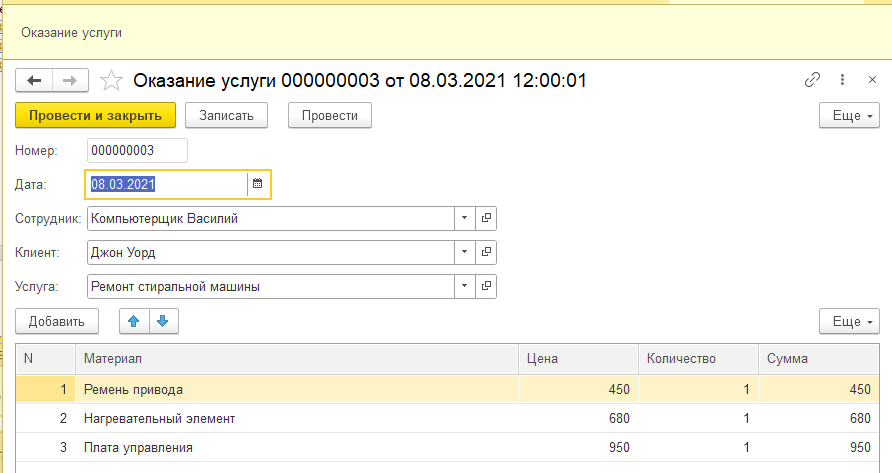 Оказание услуги
Оказание услуги 000000003 от 08.03.2021 12:00:01
Провести и закрыть Записать Провести Еще
Номер: 000000003
Дата: 08.03.2021
Сотрудник: Компьютерщик Василий
Клиент: Джон Уорд
Услуга: Ремонт стиральной машины
Добавить Еще
N Материал Цена Количество Сумма
1 Ремень привода 450 1 450
2 Нагревательный элемент 680 1 680
3 Плата управления 950 1 950